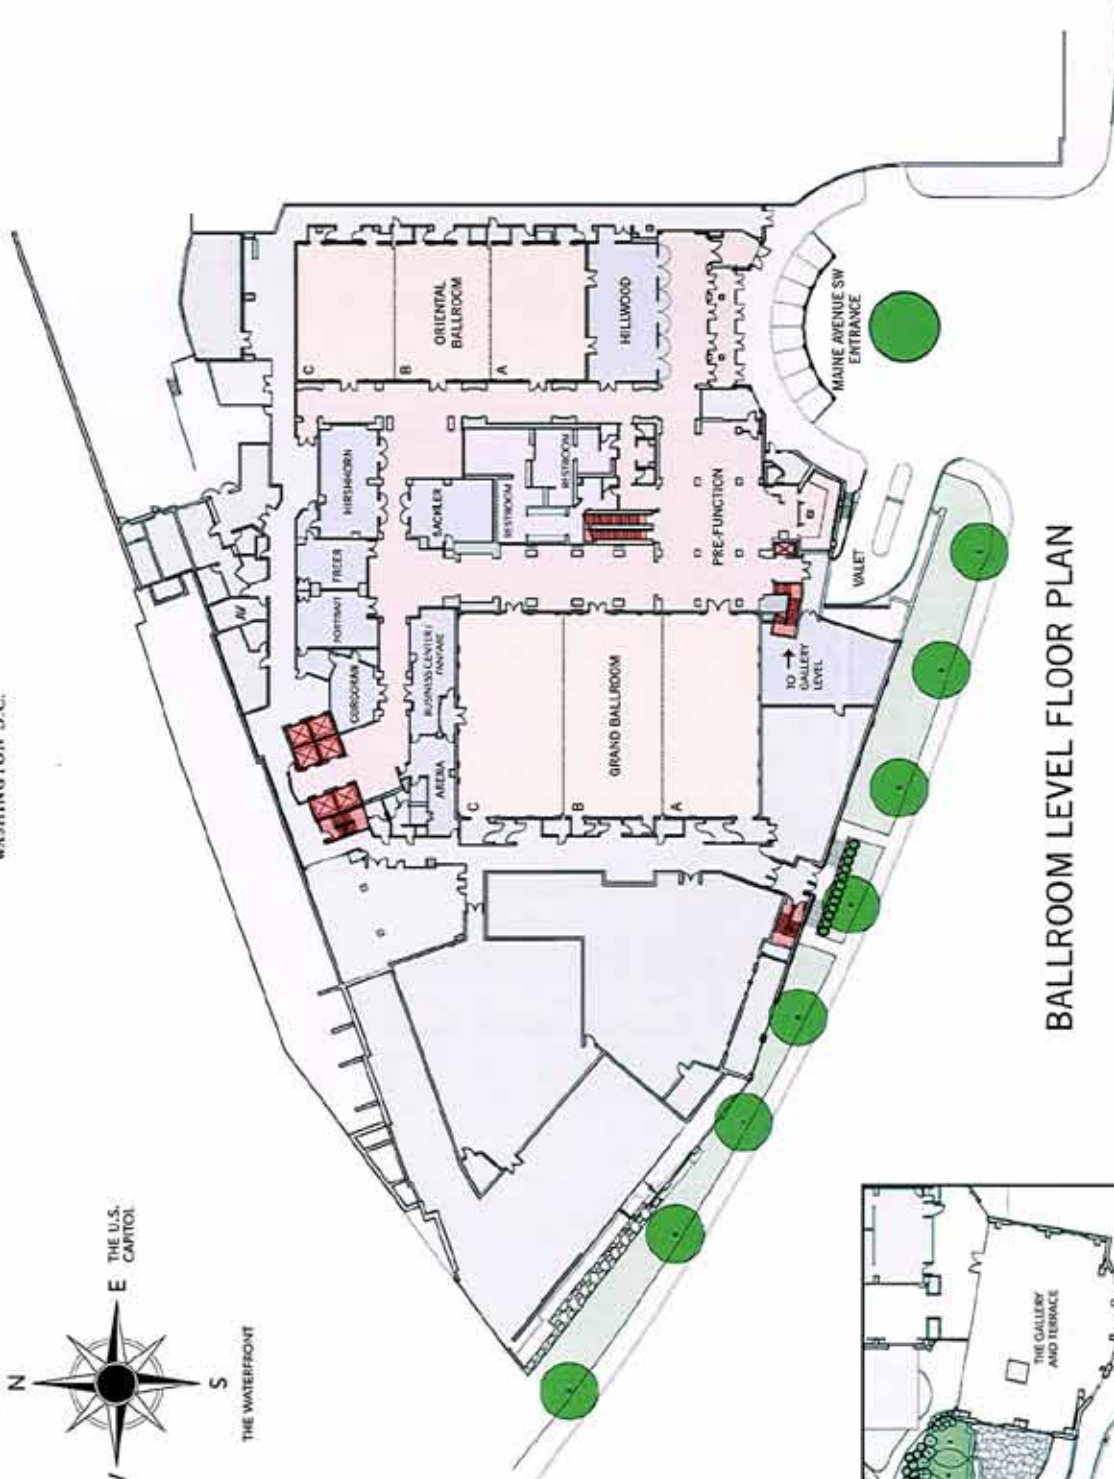 WASHINGTON D.C.
N
E
THE U.S.
CAPITOL
S
THE WATERFRONT
AV
HIRSHHORN
FREER
PORTRAIT
CORCORAN
C
B
A
ORIENTAL
BALLROOM
HILLWOOD
SACKLER
RESTROOM
RESTROOM
BUSINESS CENTER/
FANFARE
ARENA
C
B
A
GRAND BALLROOM
PRE-FUNCTION
TO →
GALLERY
LEVEL
VALET
MAINE AVENUE SW
ENTRANCE
BALLROOM LEVEL FLOOR PLAN
THE GALLERY
AND TERRACE